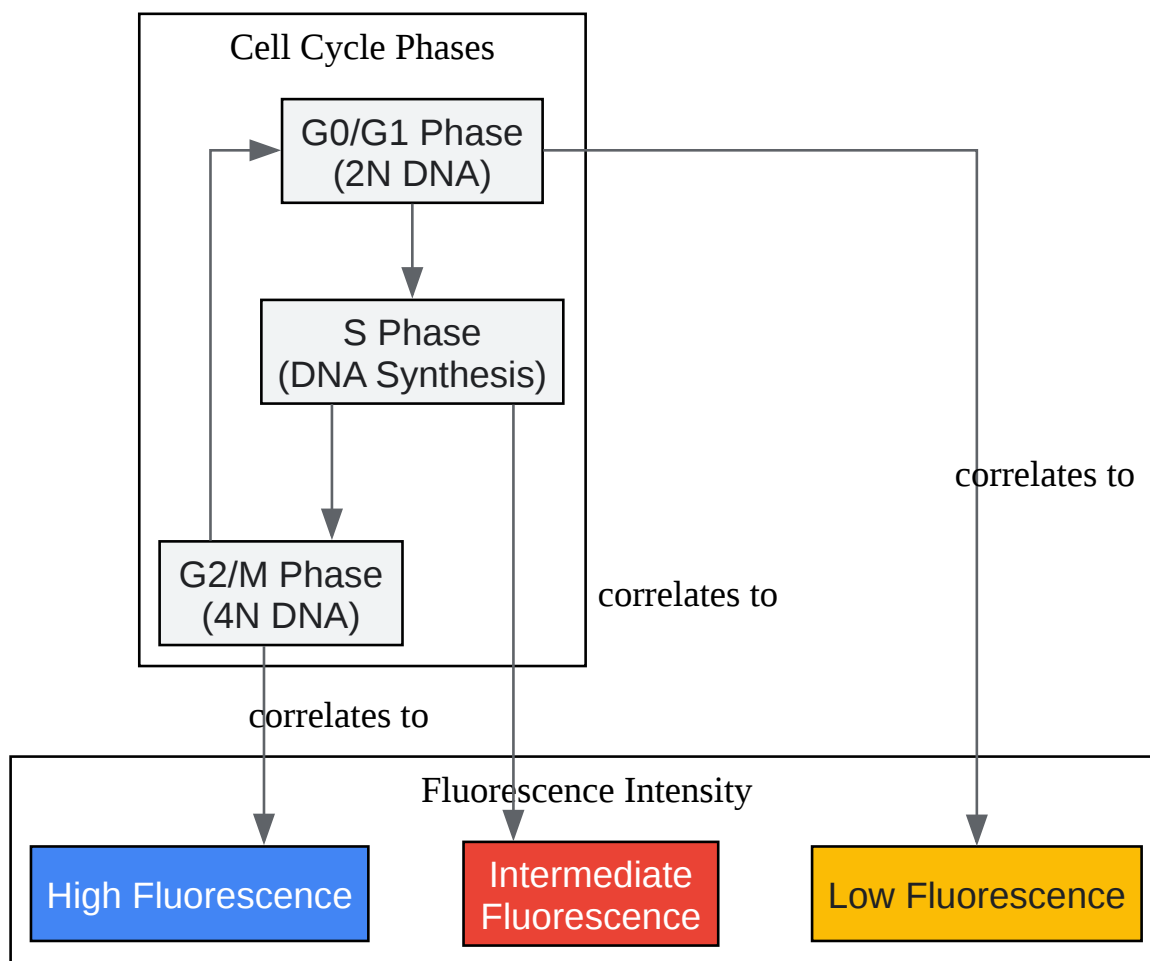 Cell Cycle Phases
G0/G1 Phase
(2N DNA)
S Phase
(DNA Synthesis)
correlates to
G2/M Phase
(4N DNA)
correlates to
correlates to
Fluorescence Intensity
High Fluorescence
Intermediate
Fluorescence
Low Fluorescence